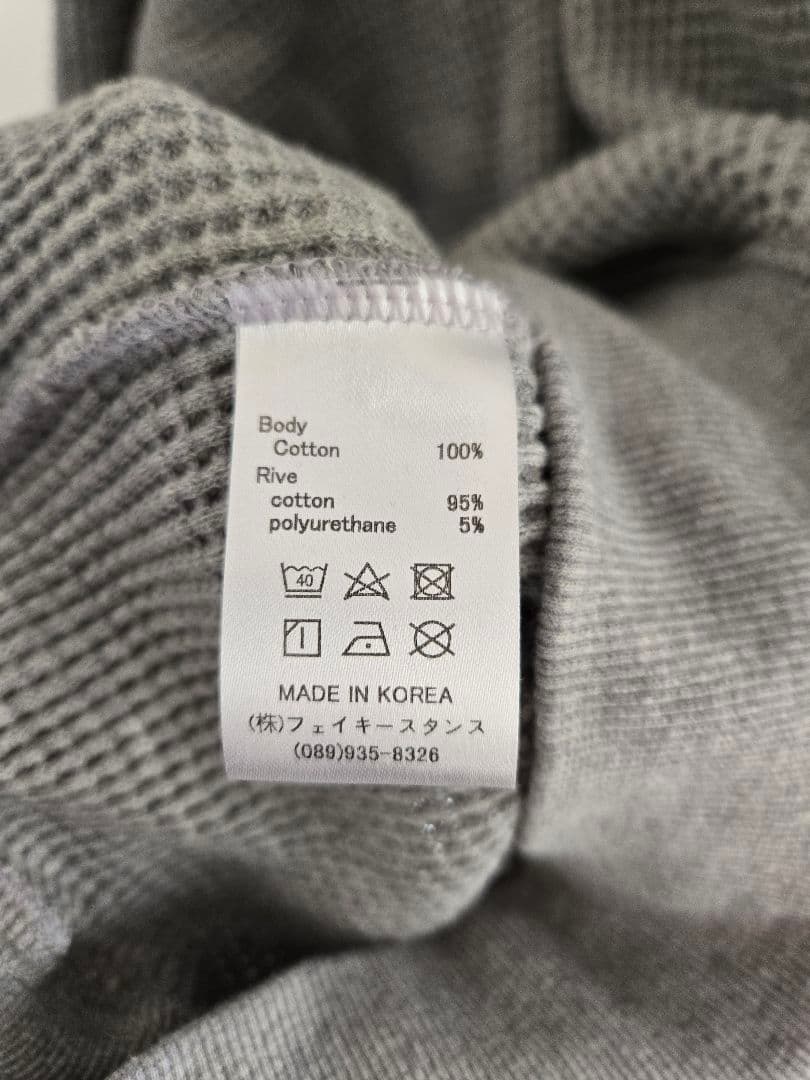 Body
Cotton 100%
Rive
cotton 95%
polyurethane 5%
40
MADE IN KOREA
(株)フェイキースタンス
(089)935-8326